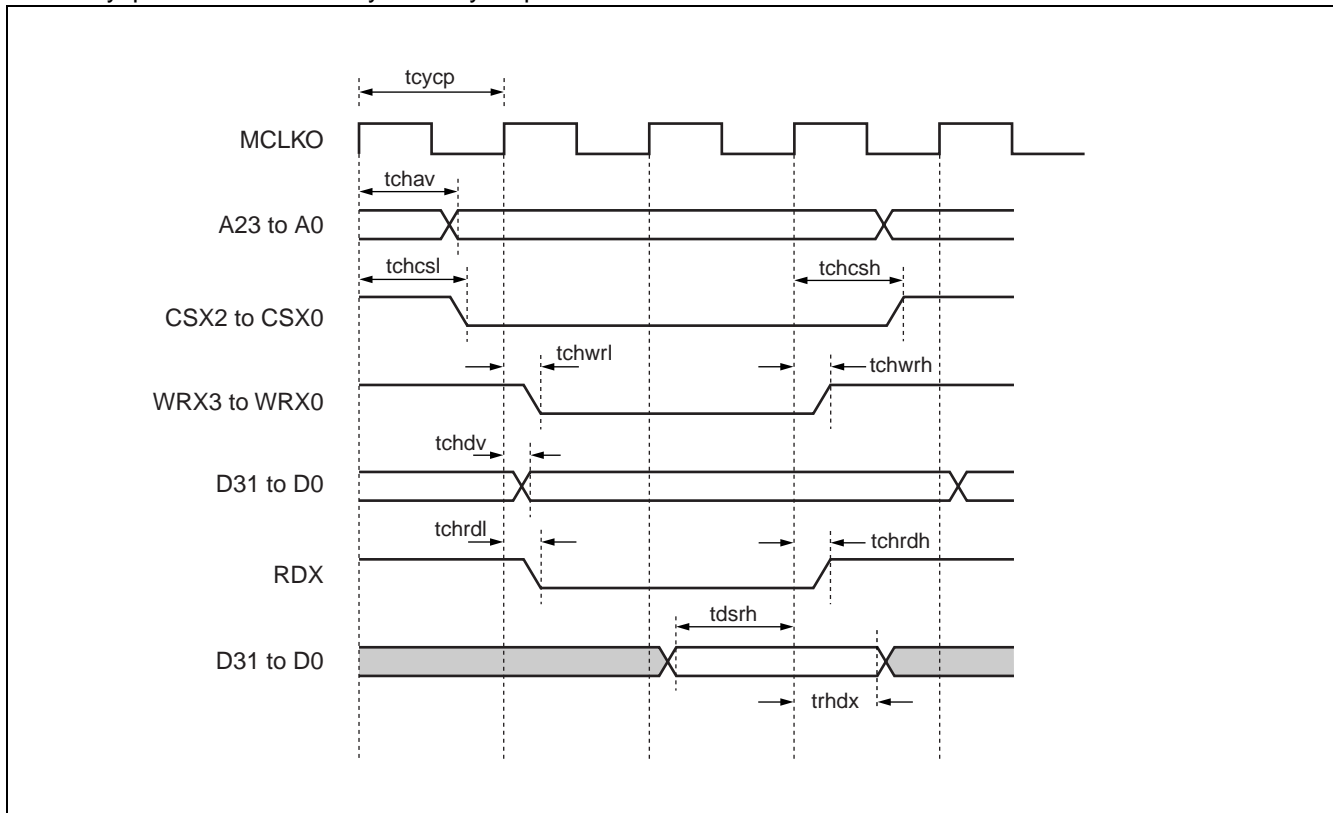 tcycp
MCLKO
tchav
A23 to A0
tchcsl
tchcsh
CSX2 to CSX0
tchwrl
tchwrh
WRX3 to WRX0
tchdv
D31 to D0
tchrdl
tchrdh
RDX
tdsrh
D31 to D0
trhdx